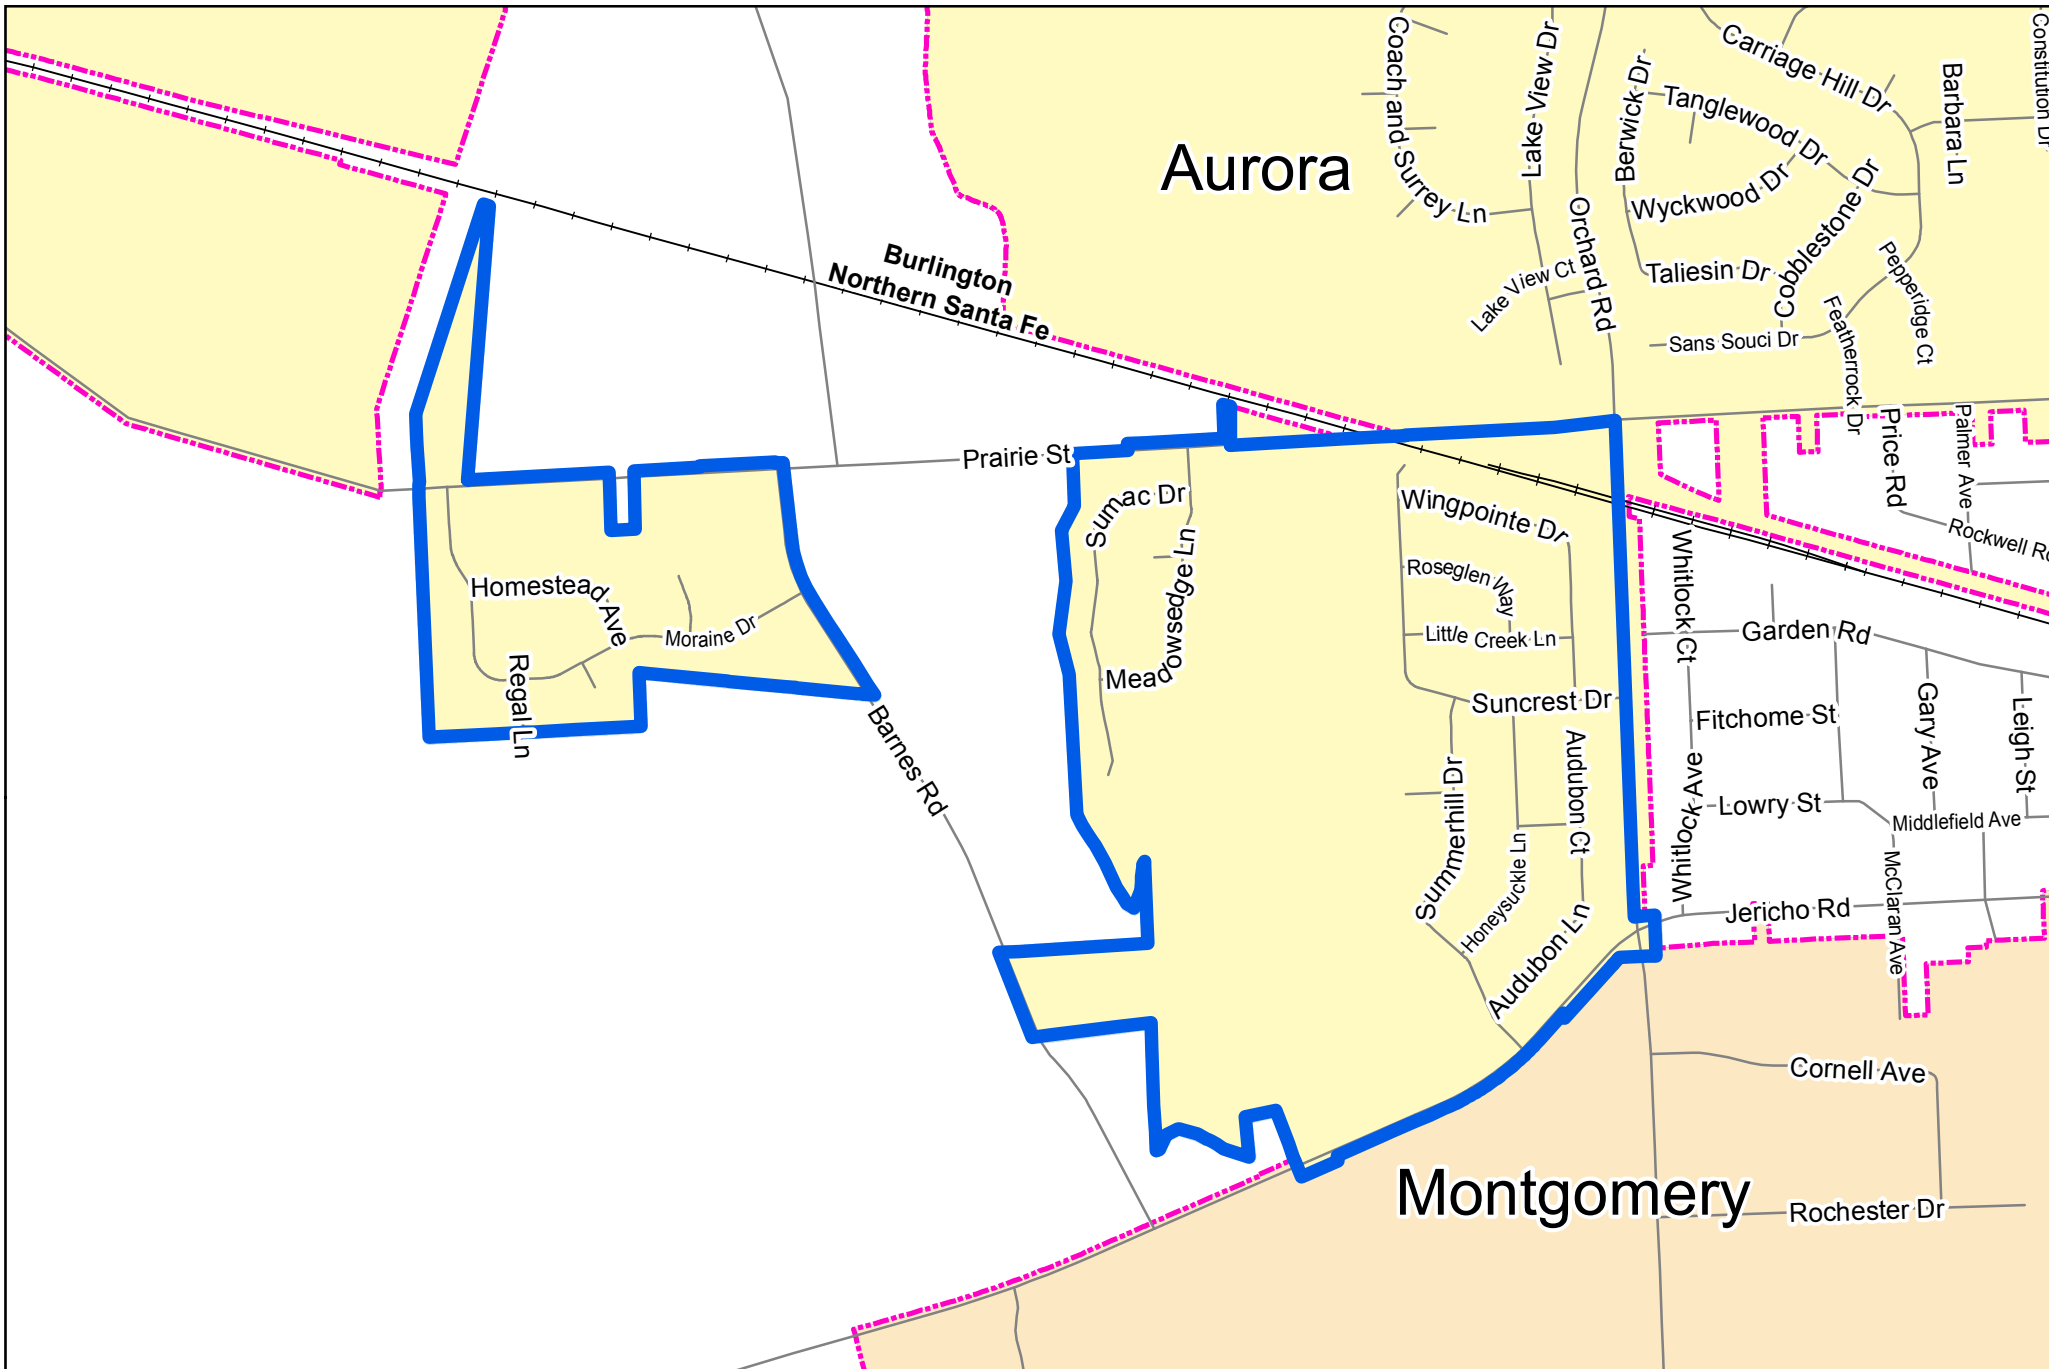 Coach and Surrey Ln
Lake View Dr
Orchard Rd
Berwick Dr
Carriage Hill Dr
Tanglewood Dr
Barbara Ln
Constitution Dr
Aurora
Wyckwood Dr
Cobblestone Dr
Taliesin Dr
Lake View Ct
Pepperidge Ct
Featherrock Dr
Sans Souci Dr
Burlington
Northern Santa Fe
Prairie St
Price Rd
Palmer Ave
Rockwell Rd
Sumac Dr
Meadowsedge Ln
Wingpointe Dr
Roseglen Way
Little Creek Ln
Suncrest Dr
Whitlock Ct
Garden Rd
Homestead Ave
Moraine Dr
Regal Ln
Barnes Rd
Fitchome St
Gary Ave
Leigh St
Summerhill Dr
Audubon Ct
Honeysuckle Ln
Audubon Ln
Whitlock Ave
Lowry St
Middlefield Ave
McClaran Ave
Jericho Rd
Cornell Ave
Montgomery
Rochester Dr